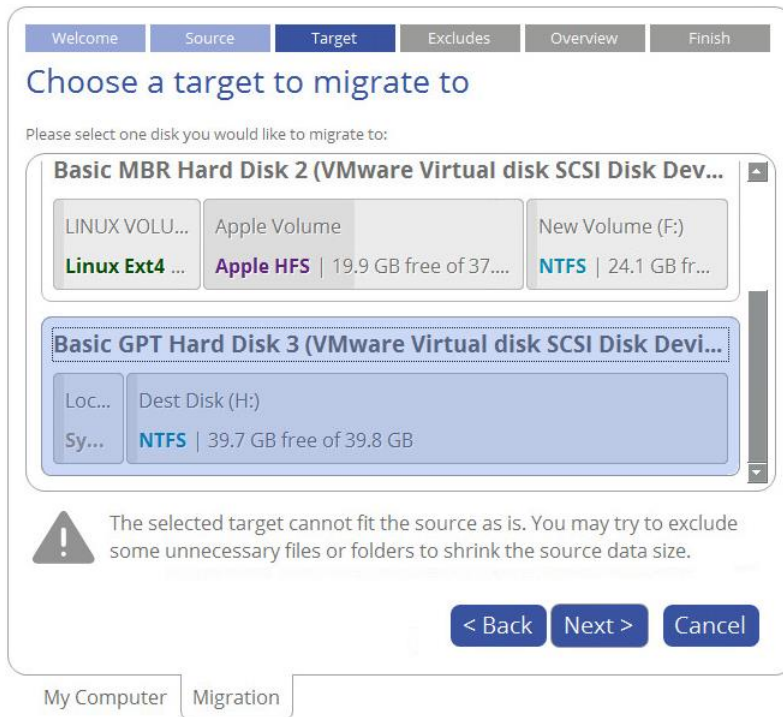 Welcome Source Target Excludes Overview Finish
Choose a target to migrate to
Please select one disk you would like to migrate to:
Basic MBR Hard Disk 2 (VMware Virtual disk SCSI Disk Dev...
LINUX VOLU... Apple Volume New Volume (F:)
Linux Ext4 ... Apple HFS | 19.9 GB free of 37.... NTFS | 24.1 GB fr...
Basic GPT Hard Disk 3 (VMware Virtual disk SCSI Disk Devi...
Loc... Dest Disk (H:)
Sy... NTFS | 39.7 GB free of 39.8 GB
The selected target cannot fit the source as is. You may try to exclude
some unnecessary files or folders to shrink the source data size.
< Back Next > Cancel
My Computer Migration